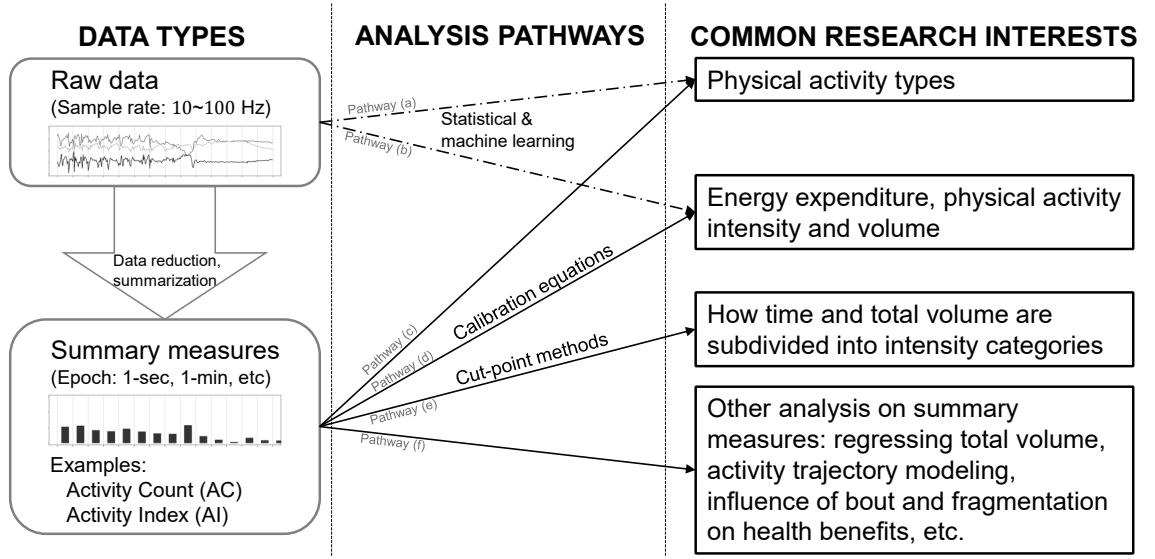 DATA TYPES
ANALYSIS PATHWAYS
COMMON RESEARCH INTERESTS
Raw data
(Sample rate: 10~100 Hz)
Data reduction,
summarization
Summary measures
(Epoch: 1-sec, 1-min, etc)
Examples:
Activity Count (AC)
Activity Index (AI)
Pathway (a)
Statistical &
machine learning
Pathway (b)
Pathway (c)
Calibration equations
Pathway (d)
Cut-point methods
Pathway (e)
Pathway (f)
Physical activity types
Energy expenditure, physical activity
intensity and volume
How time and total volume are
subdivided into intensity categories
Other analysis on summary
measures: regressing total volume,
activity trajectory modeling,
influence of bout and fragmentation
on health benefits, etc.